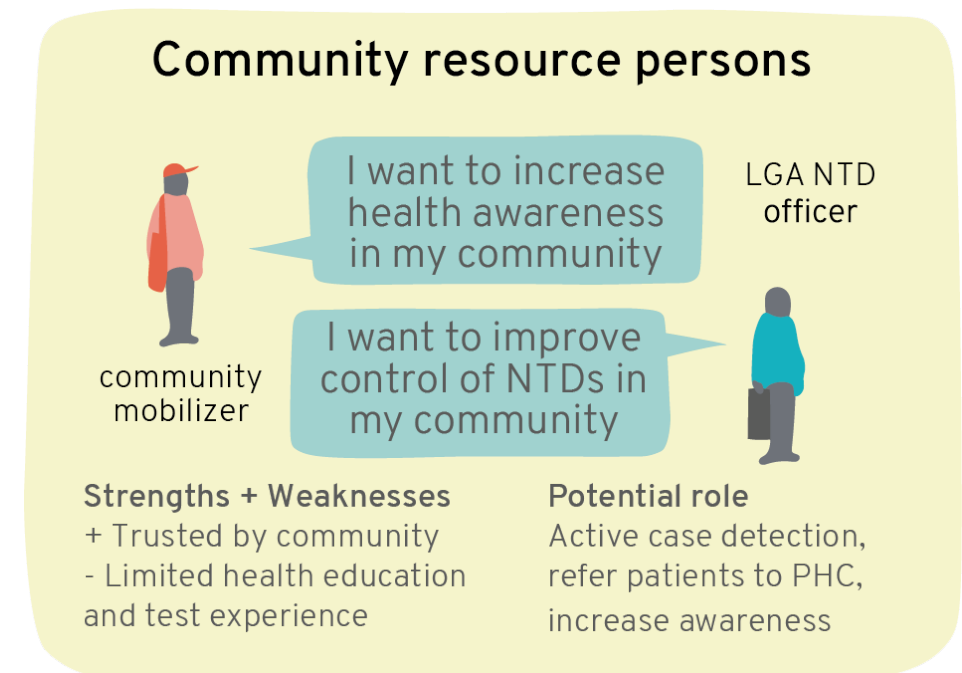 Community resource persons
I want to increase
health awareness
in my community
LGA NTD
officer
I want to improve
control of NTDs in
my community
community
mobilizer
Strengths + Weaknesses
+ Trusted by community
- Limited health education
and test experience
Potential role
Active case detection,
refer patients to PHC,
increase awareness